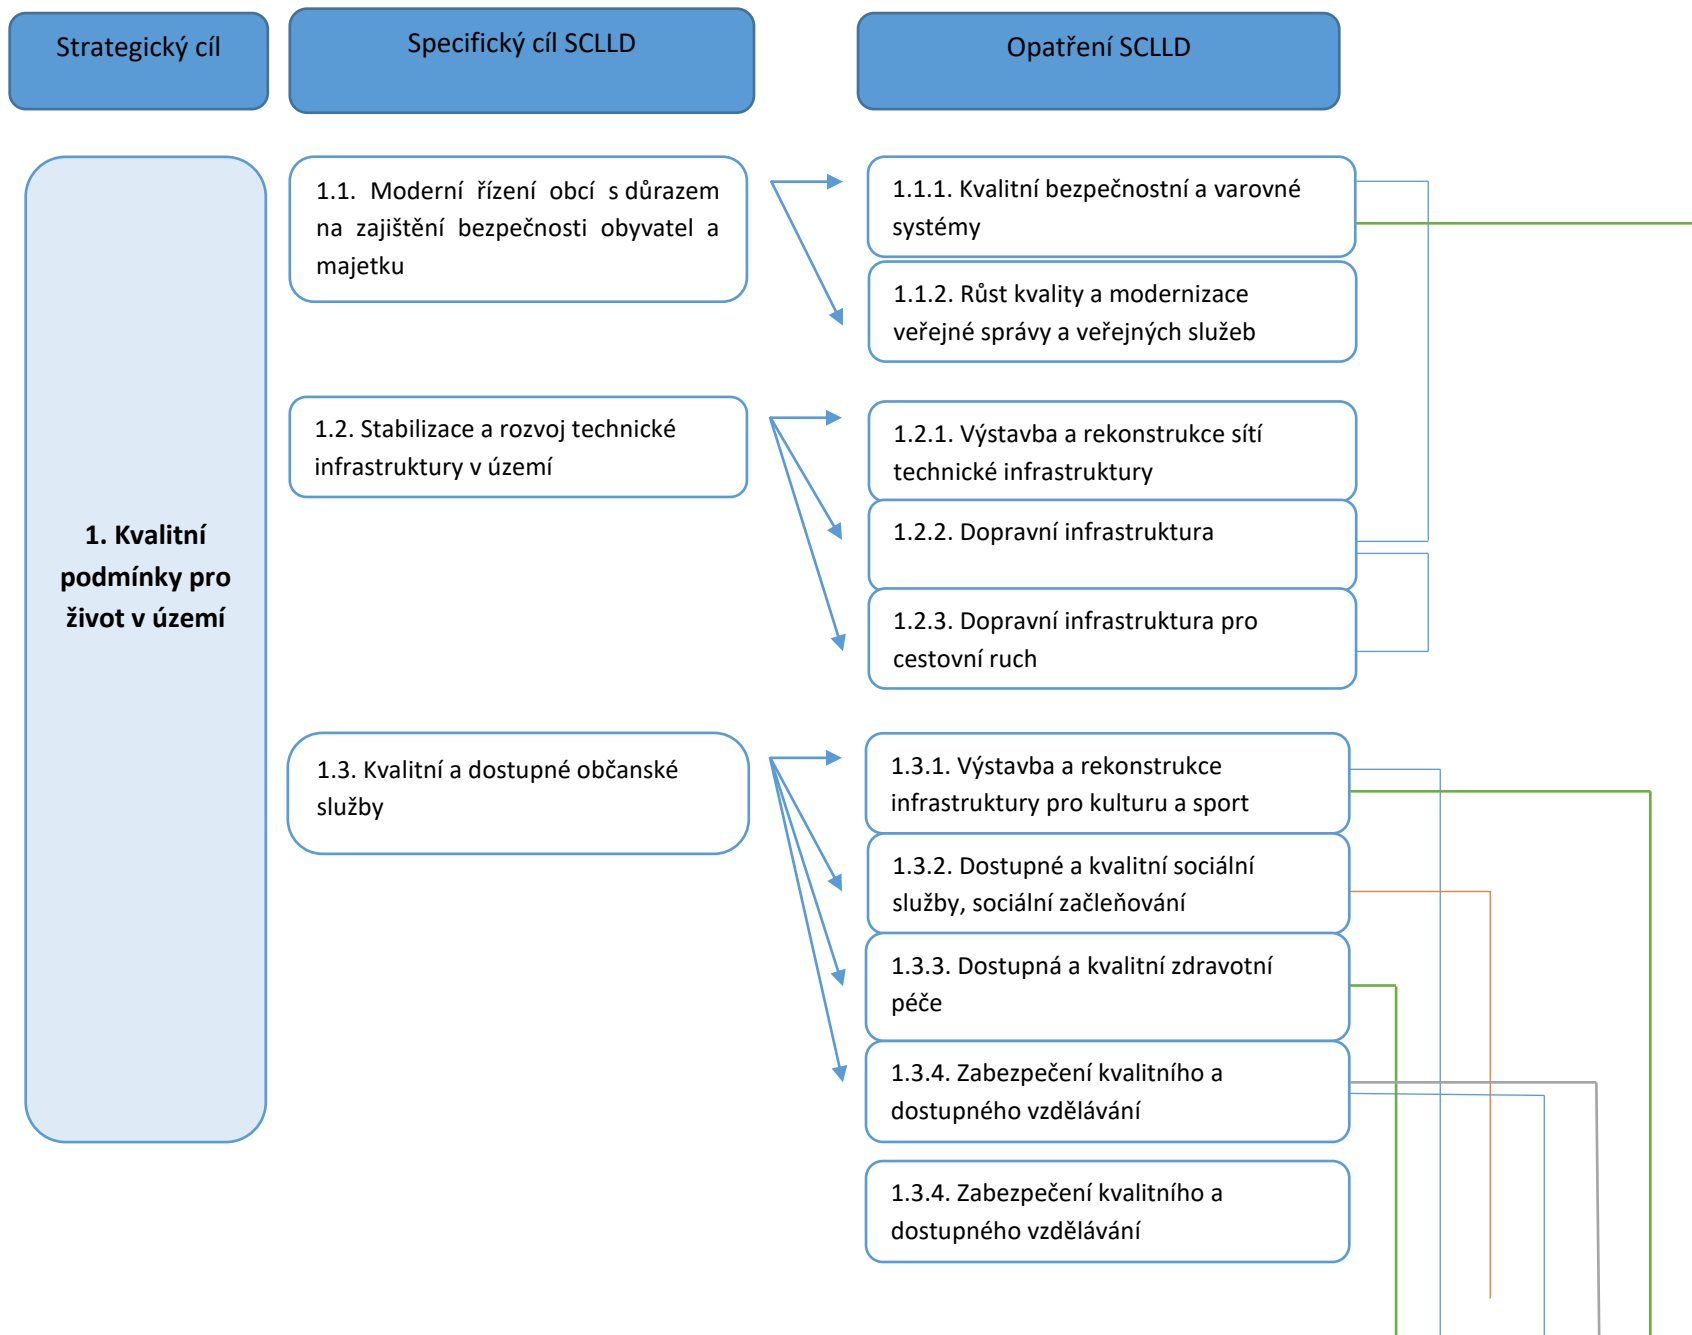 Strategický cíl
Specifický cíl SCLLD
Opatření SCLLD
1. Kvalitní
podmínky pro
život v území
1.1. Moderní řízení obcí s důrazem
na zajištění bezpečnosti obyvatel a
majetku
1.1.1. Kvalitní bezpečnostní a varovné
systémy
1.1.2. Růst kvality a modernizace
veřejné správy a veřejných služeb
1.2. Stabilizace a rozvoj technické
infrastruktury v území
1.2.1. Výstavba a rekonstrukce sítí
technické infrastruktury
1.2.2. Dopravní infrastruktura
1.2.3. Dopravní infrastruktura pro
cestovní ruch
1.3. Kvalitní a dostupné občanské
služby
1.3.1. Výstavba a rekonstrukce
infrastruktury pro kulturu a sport
1.3.2. Dostupné a kvalitní sociální
služby, sociální začleňování
1.3.3. Dostupná a kvalitní zdravotní
péče
1.3.4. Zabezpečení kvalitního a
dostupného vzdělávání
1.3.4. Zabezpečení kvalitního a
dostupného vzdělávání